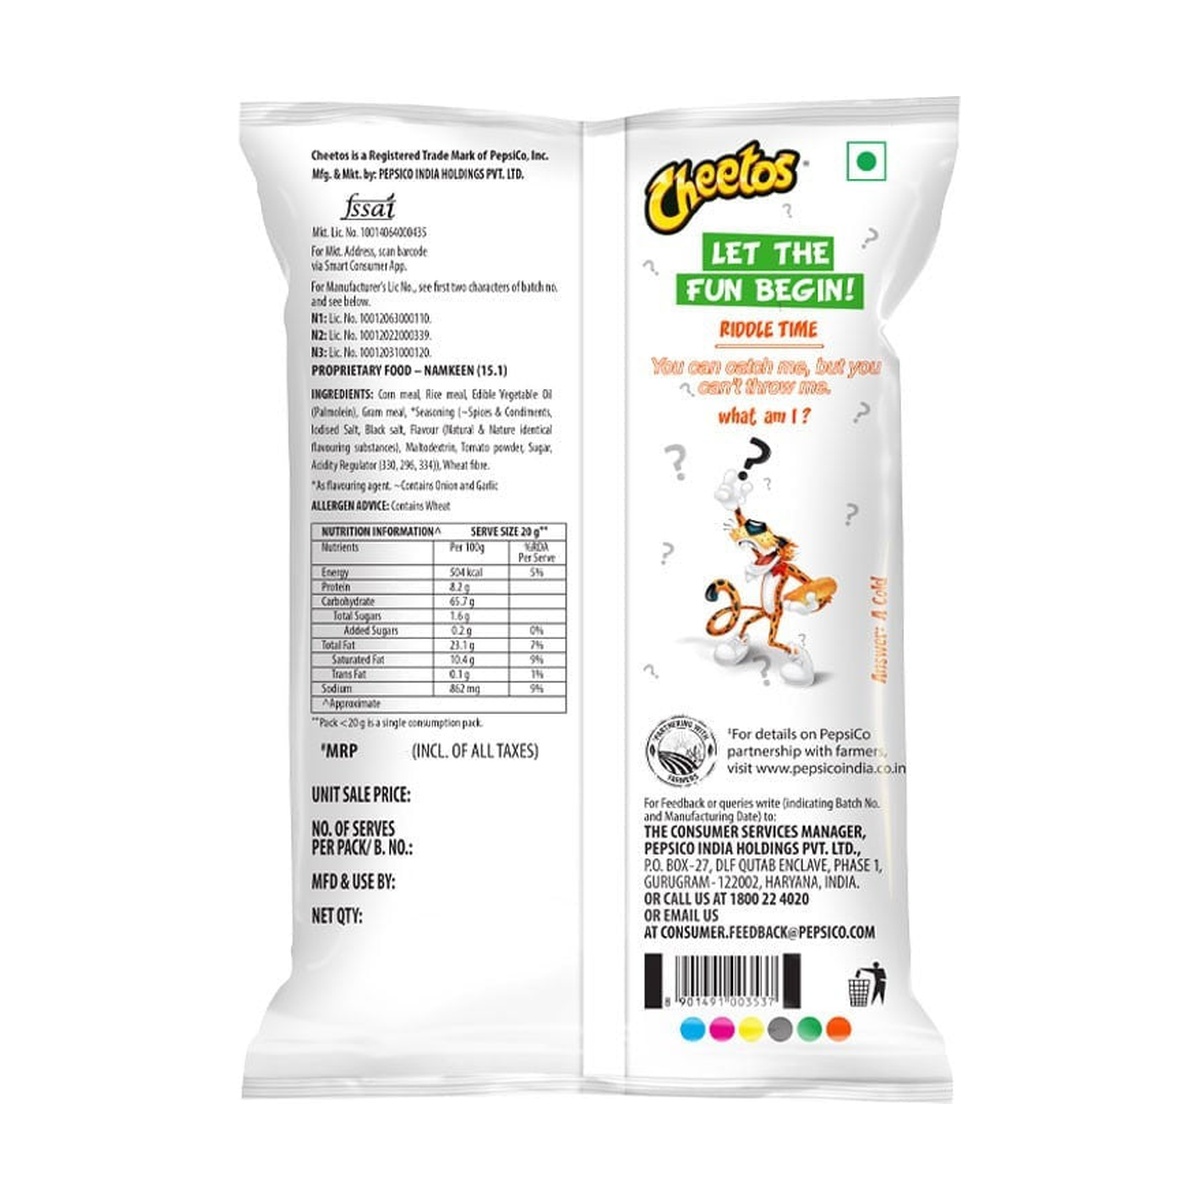 Cheetos is a Registered Trade Mark of PepsiCo, Inc.
Mfg. & Mkt. by: PEPSICO INDIA HOLDINGS PVT. LTD.
fssai
Mkt. Lic. No. 10014064000435
For Mkt. Address, scan barcode
via Smart Consumer App.
For Manufacturer's Lic No., see first two characters of batch no.
and see below.
N1: Lic. No. 10012063000110.
N2: Lic. No. 10012022000339.
N3: Lic. No. 10012031000120.
PROPRIETARY FOOD – NAMKEEN (15.1)
INGREDIENTS: Corn meal, Rice meal, Edible Vegetable Oil
(Palmolein), Gram meal, *Seasoning (~Spices & Condiments,
Iodised Salt, Black salt, Flavour (Natural & Nature identical
flavouring substances), Maltodextrin, Tomato powder, Sugar,
Acidity Regulator (330, 296, 334)), Wheat fibre.
*As flavouring agent. ~Contains Onion and Garlic
ALLERGEN ADVICE: Contains Wheat
NUTRITION INFORMATION^ SERVE SIZE 20 g**
Nutrients Per 100g %RDA
Per Serve
Energy 504 kcal 5%
Protein 8.2 g
Carbohydrate 65.7 g
Total Sugars 1.6 g
Added Sugars 0.2 g 0%
Total Fat 23.1 g 7%
Saturated Fat 10.4 g 9%
Trans Fat 0.1 g 1%
Sodium 862 mg 9%
^Approximate
**Pack <20 g is a single consumption pack.
#MRP (INCL. OF ALL TAXES)
UNIT SALE PRICE:
NO. OF SERVES
PER PACK/ B. NO.:
MFD & USE BY:
NET QTY:
Cheetos
LET THE
FUN BEGIN!
RIDDLE TIME
You can catch me, but you
can't throw me.
what am I ?
Answer: A Cold
PARTNERING WITH
FARMERS
‡For details on PepsiCo
partnership with farmers,
visit www.pepsicoindia.co.in
For Feedback or queries write (indicating Batch No.
and Manufacturing Date) to:
THE CONSUMER SERVICES MANAGER,
PEPSICO INDIA HOLDINGS PVT. LTD.,
P.O. BOX-27, DLF QUTAB ENCLAVE, PHASE 1,
GURUGRAM- 122002, HARYANA, INDIA.
OR CALL US AT 1800 22 4020
OR EMAIL US
AT CONSUMER.FEEDBACK@PEPSICO.COM
8 901491 003537